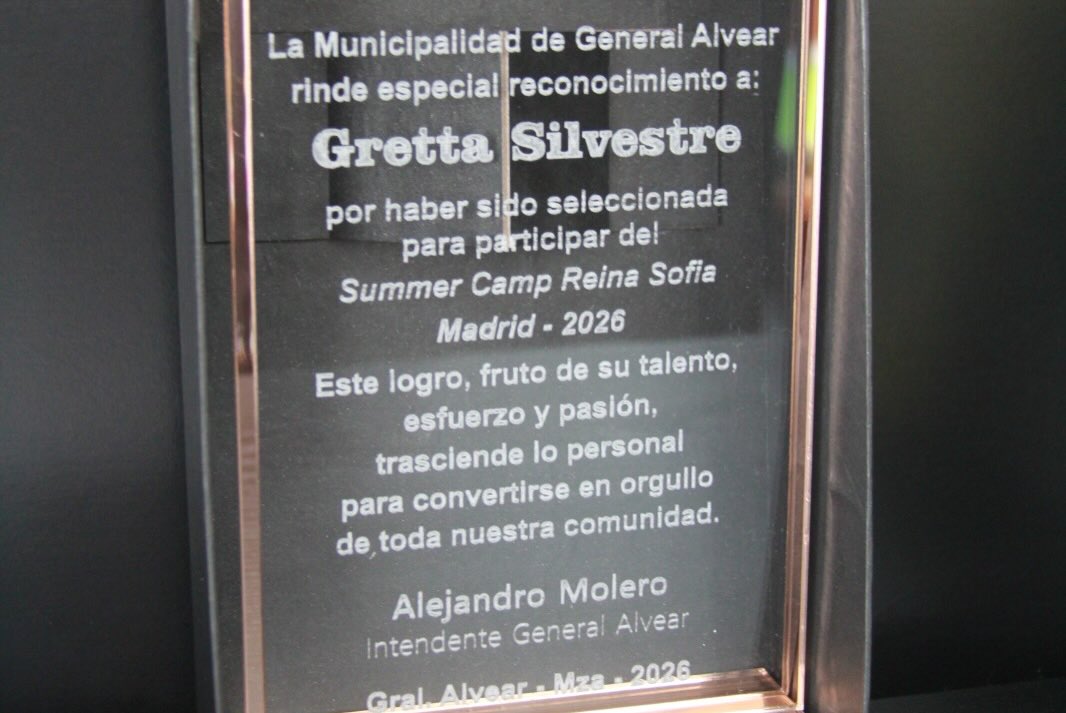 La Municipalidad de General Alvear
rinde especial reconocimiento a:
Gretta Silvestre
por haber sido seleccionada
para participar del
Summer Camp Reina Sofia
Madrid - 2026
Este logro, fruto de su talento,
esfuerzo y pasión,
trasciende lo personal
para convertirse en orgullo
de toda nuestra comunidad.
Alejandro Molero
Intendente General Alvear
Gral. Alvear - Mza - 2026